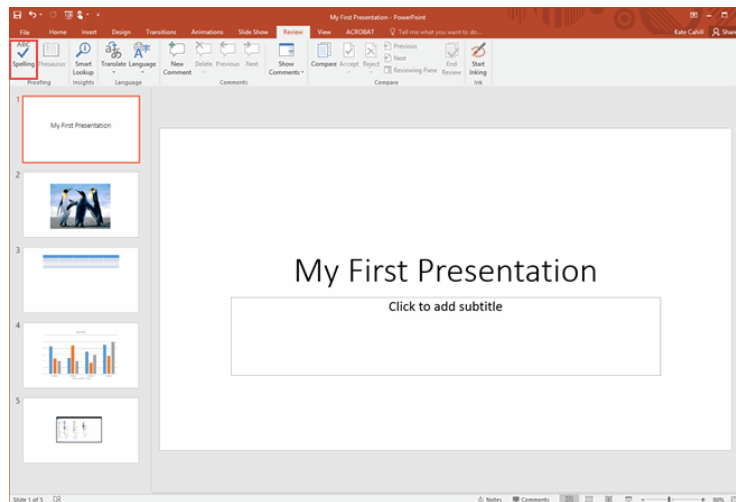 My First Presentation - PowerPoint
File Home Insert Design Transitions Animations Slide Show Review View ACROBAT Tell me what you want to do... Kate Cahill Share
ABC
Spelling Thesaurus Smart Lookup Translate Language New Comment Delete Previous Next Show Comments Compare Accept Reject Previous Next Reviewing Pane End Review Start Inking
Proofing Insights Language Comments Compare Ink
1
My First Presentation
2
3
4
5
My First Presentation
Click to add subtitle
Slide 1 of 5 Notes Comments 86%